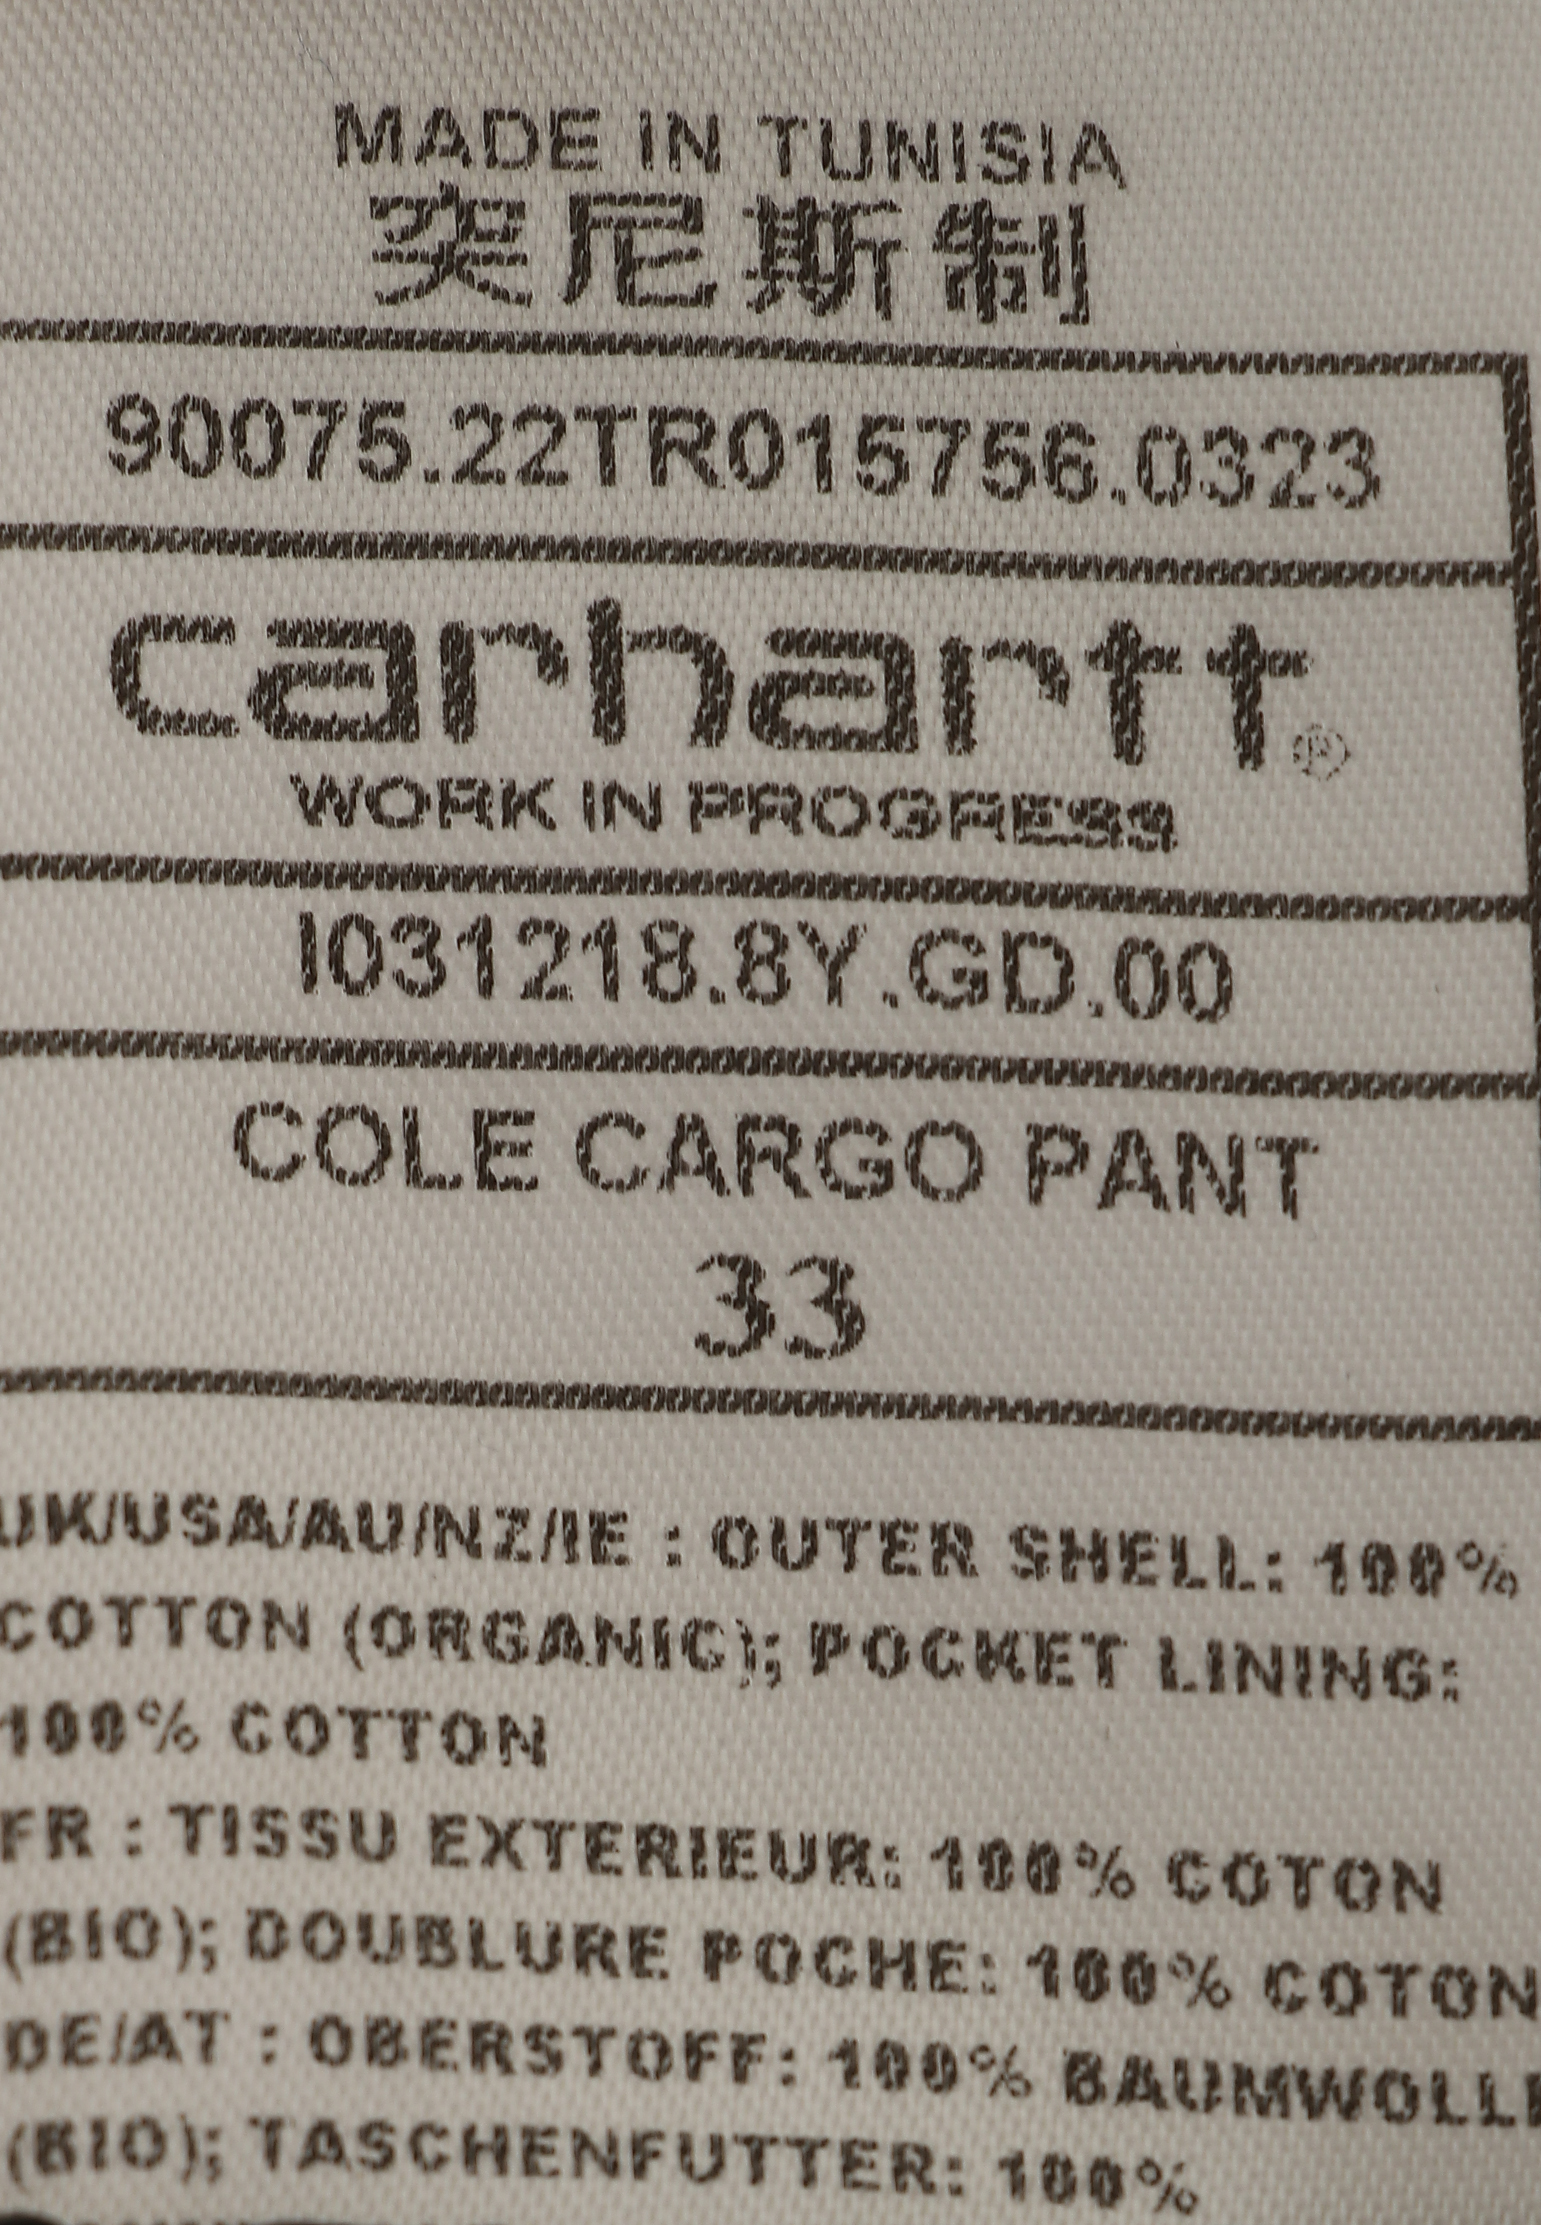 MADE IN TUNISIA
突尼斯制
90075.22TR015756.0323
carhartt®
WORK IN PROGRESS
I031218.8Y.GD.00
COLE CARGO PANT
33
UK/USA/AU/NZ/IE : OUTER SHELL: 100%
COTTON (ORGANIC); POCKET LINING:
100% COTTON
FR : TISSU EXTERIEUR: 100% COTON
(BIO); DOUBLURE POCHE: 100% COTON
DE/AT : OBERSTOFF: 100% BAUMWOLLE
(BIO); TASCHENFUTTER: 100%